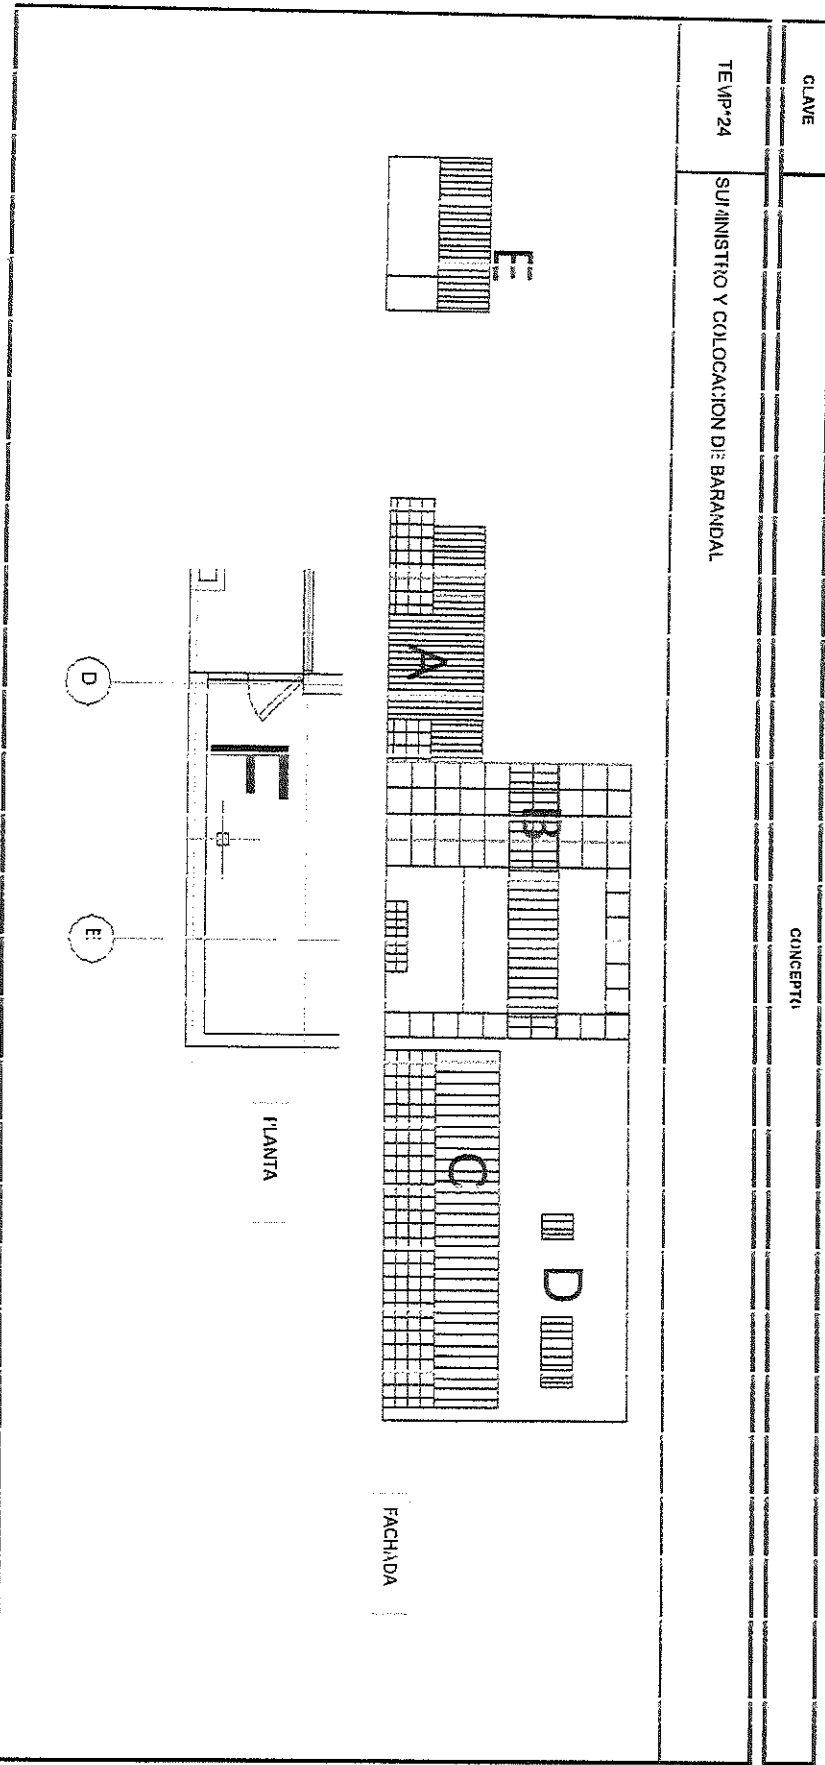 CLAVE
CONCEPTO
TEMP*24
SUMINISTRO Y COLOCACION DE BARANDAL
E
A
B
C
D
FACHADA
F
PLANTA
D
E